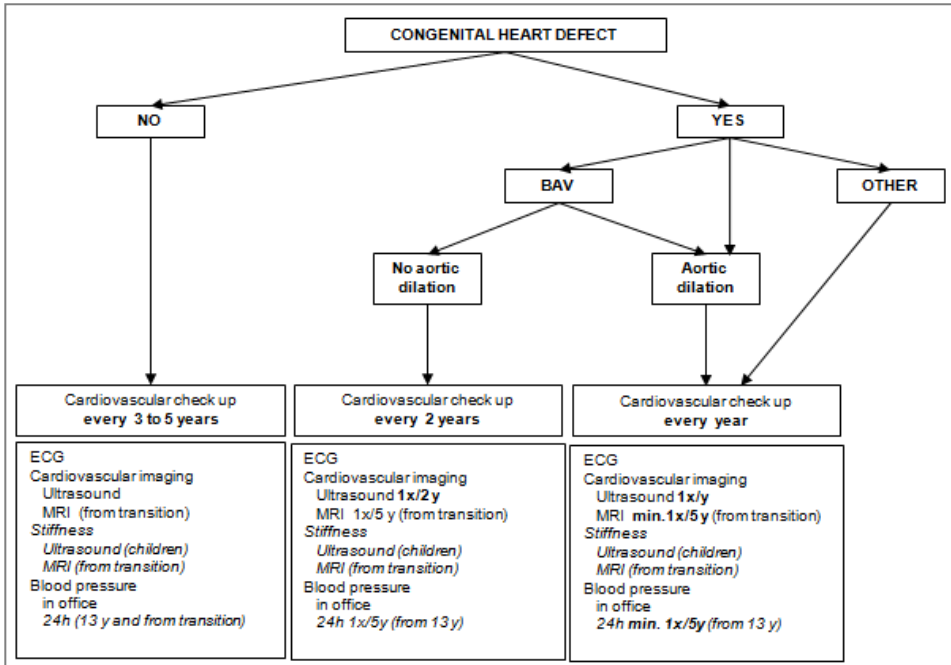 CONGENITAL HEART DEFECT
NO
YES
BAV
OTHER
No aortic
dilation
Aortic
dilation
Cardiovascular check up
every 3 to 5 years
ECG
Cardiovascular imaging
Ultrasound
MRI (from transition)
Stiffness
Ultrasound (children)
MRI (from transition)
Blood pressure
in office
24h (13 y and from transition)
Cardiovascular check up
every 2 years
ECG
Cardiovascular imaging
Ultrasound 1x/2 y
MRI 1x/5 y (from transition)
Stiffness
Ultrasound (children)
MRI (from transition)
Blood pressure
in office
24h 1x/5y (from 13 y)
Cardiovascular check up
every year
ECG
Cardiovascular imaging
Ultrasound 1x/y
MRI min.1x/5 y (from transition)
Stiffness
Ultrasound (children)
MRI (from transition)
Blood pressure
in office
24h min. 1x/5y (from 13 y)